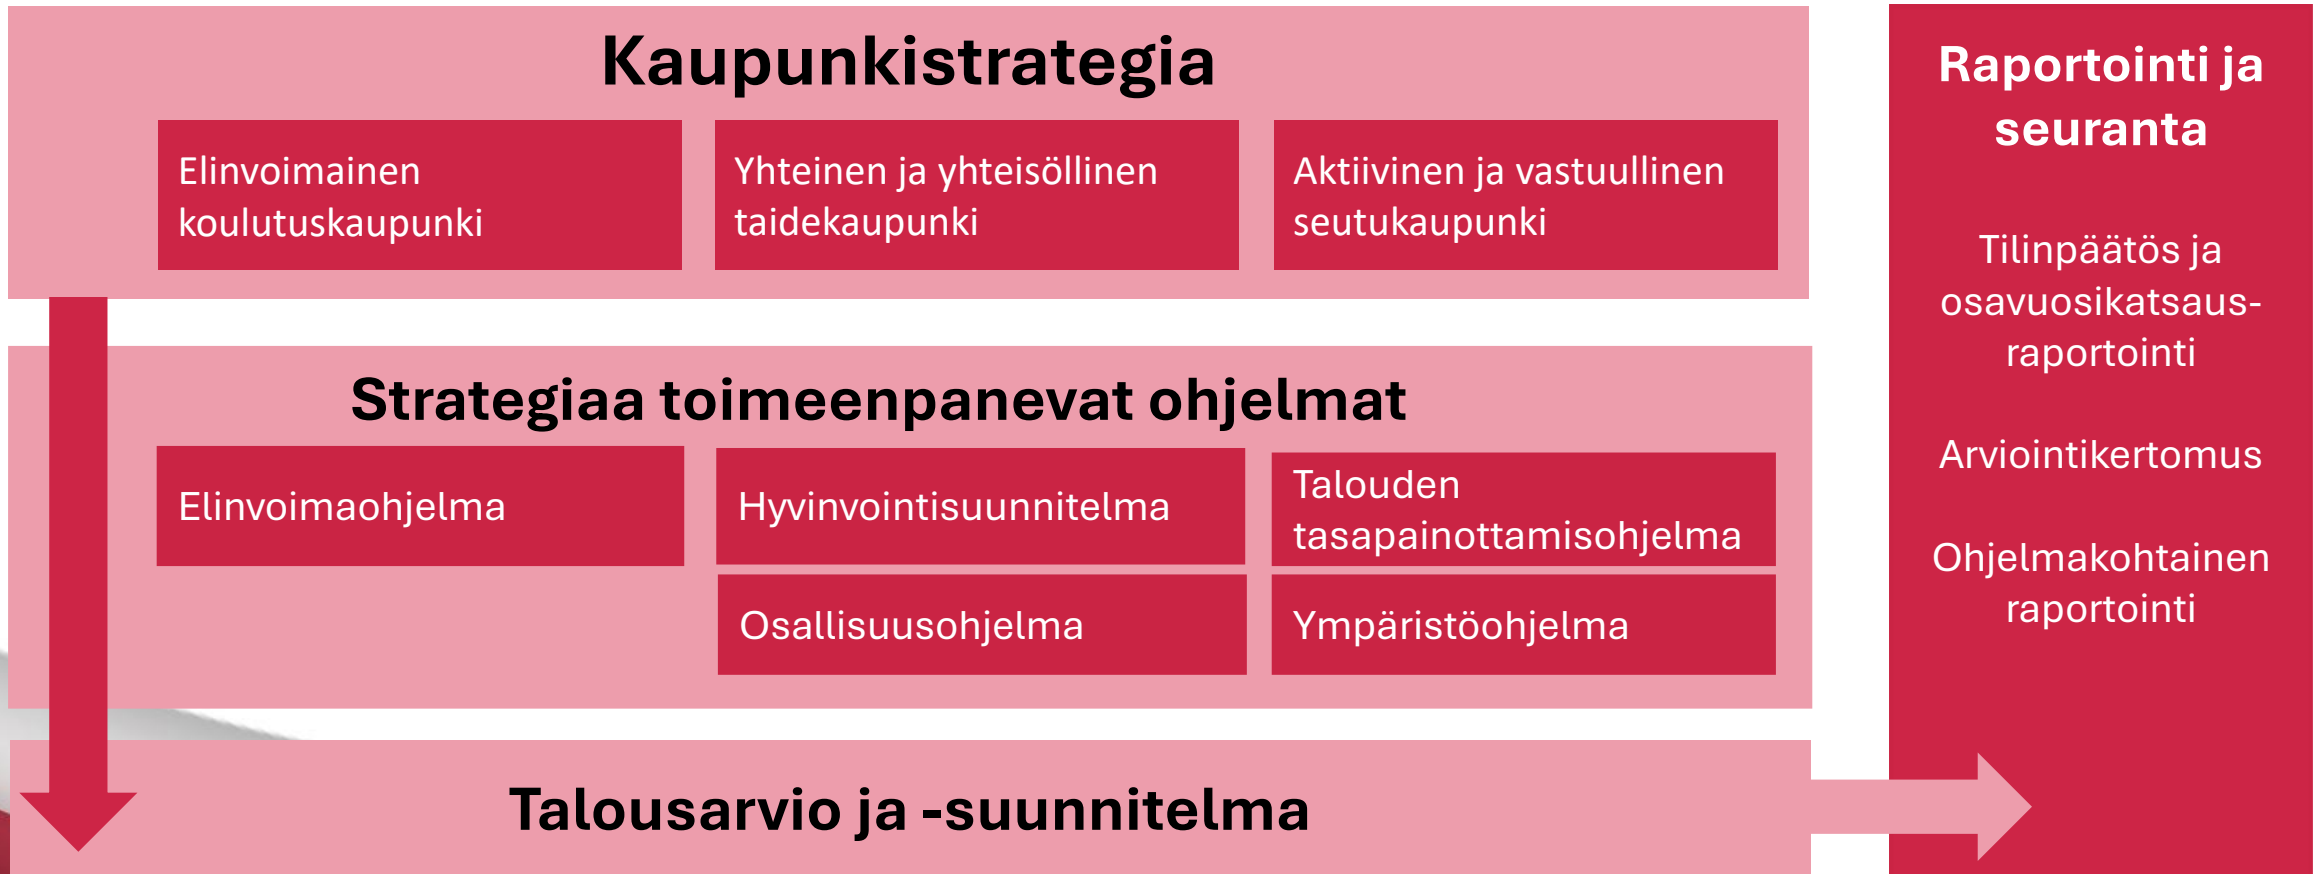 Kaupunkistrategia
Elinvoimainen
koulutuskaupunki
Yhteinen ja yhteisöllinen
taidekaupunki
Aktiivinen ja vastuullinen
seutukaupunki
Strategiaa toimeenpanevat ohjelmat
Elinvoimaohjelma
Hyvinvointisuunnitelma
Talouden
tasapainottamisohjelma
Osallisuusohjelma
Ympäristöohjelma
Talousarvio ja -suunnitelma
Raportointi ja
seuranta
Tilinpäätös ja
osavuosikatsaus-
raportointi
Arviointikertomus
Ohjelmakohtainen
raportointi